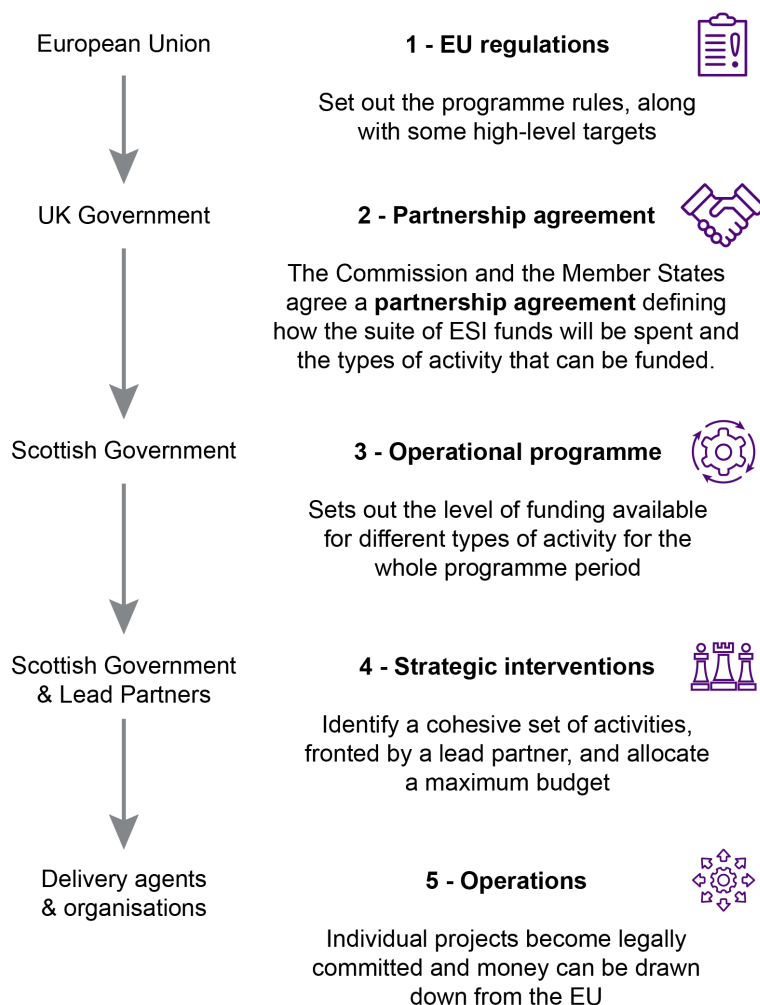 European Union
1 - EU regulations
Set out the programme rules, along
with some high-level targets
UK Government
2 - Partnership agreement
The Commission and the Member States
agree a partnership agreement defining
how the suite of ESI funds will be spent and
the types of activity that can be funded.
Scottish Government
3 - Operational programme
Sets out the level of funding available
for different types of activity for the
whole programme period
Scottish Government
& Lead Partners
4 - Strategic interventions
Identify a cohesive set of activities,
fronted by a lead partner, and allocate
a maximum budget
Delivery agents
& organisations
5 - Operations
Individual projects become legally
committed and money can be drawn
down from the EU